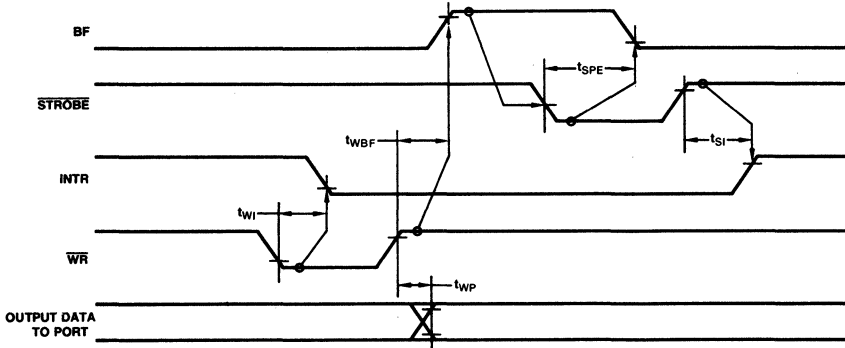 BF
tSPE
STROBE
tWBF
tSI
INTR
tWI
WR
tWP
OUTPUT DATA
TO PORT